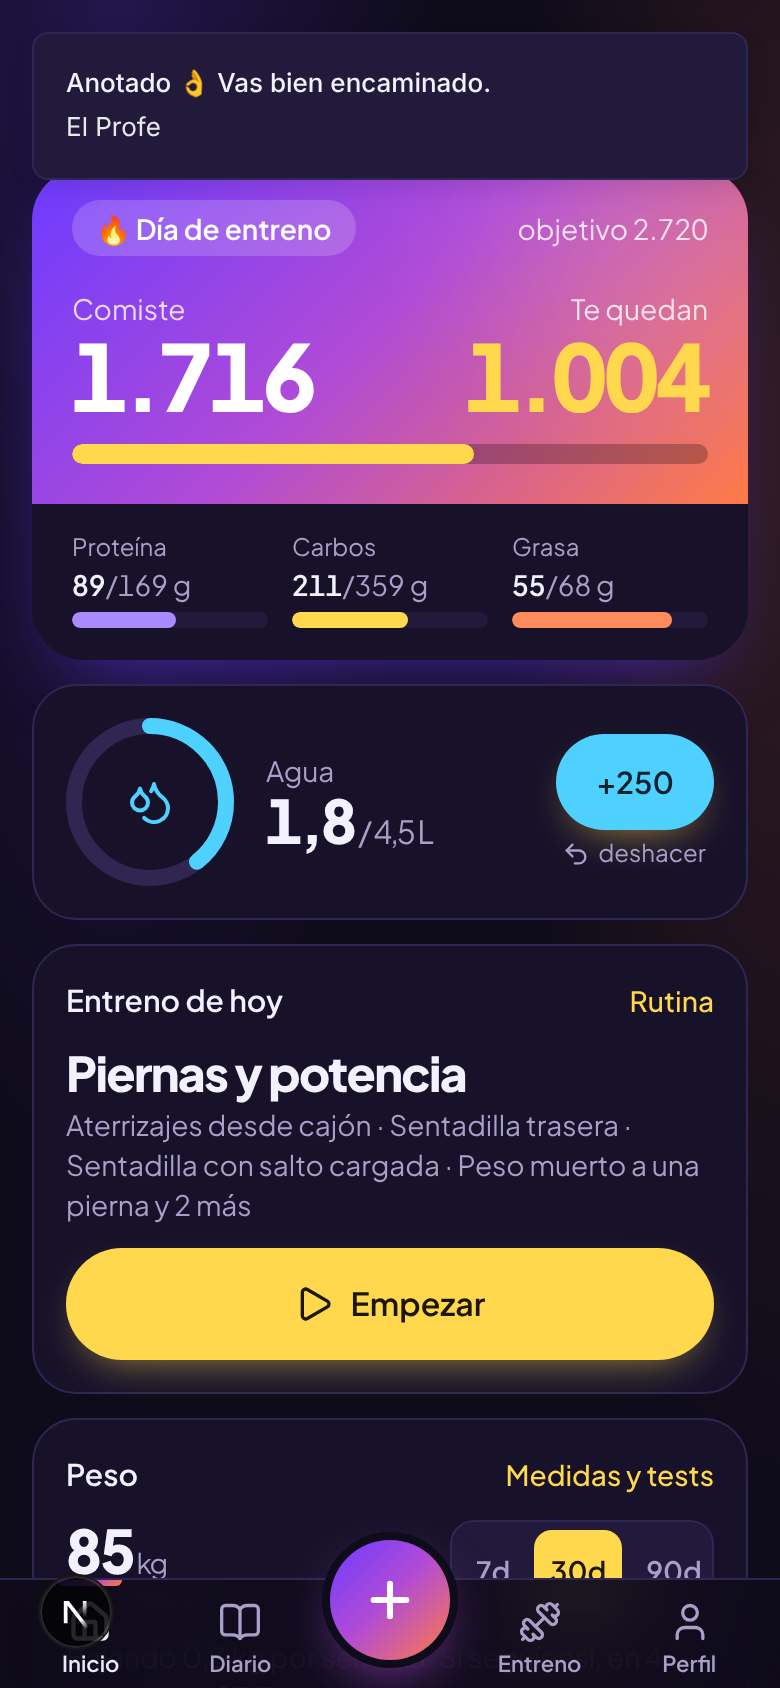 Anotado 👌 Vas bien encaminado.
El Profe
🔥 Día de entreno
objetivo 2.720
Comiste
Te quedan
1.716
1.004
Proteína
Carbos
Grasa
89/169 g
211/359 g
55/68 g
Agua
1,8/4,5 L
+250
deshacer
Entreno de hoy
Rutina
Piernas y potencia
Aterrizajes desde cajón · Sentadilla trasera ·
Sentadilla con salto cargada · Peso muerto a una
pierna y 2 más
Empezar
Peso
Medidas y tests
85 kg
7d
30d
90d
N
Inicio
Diario
Entreno
Perfil